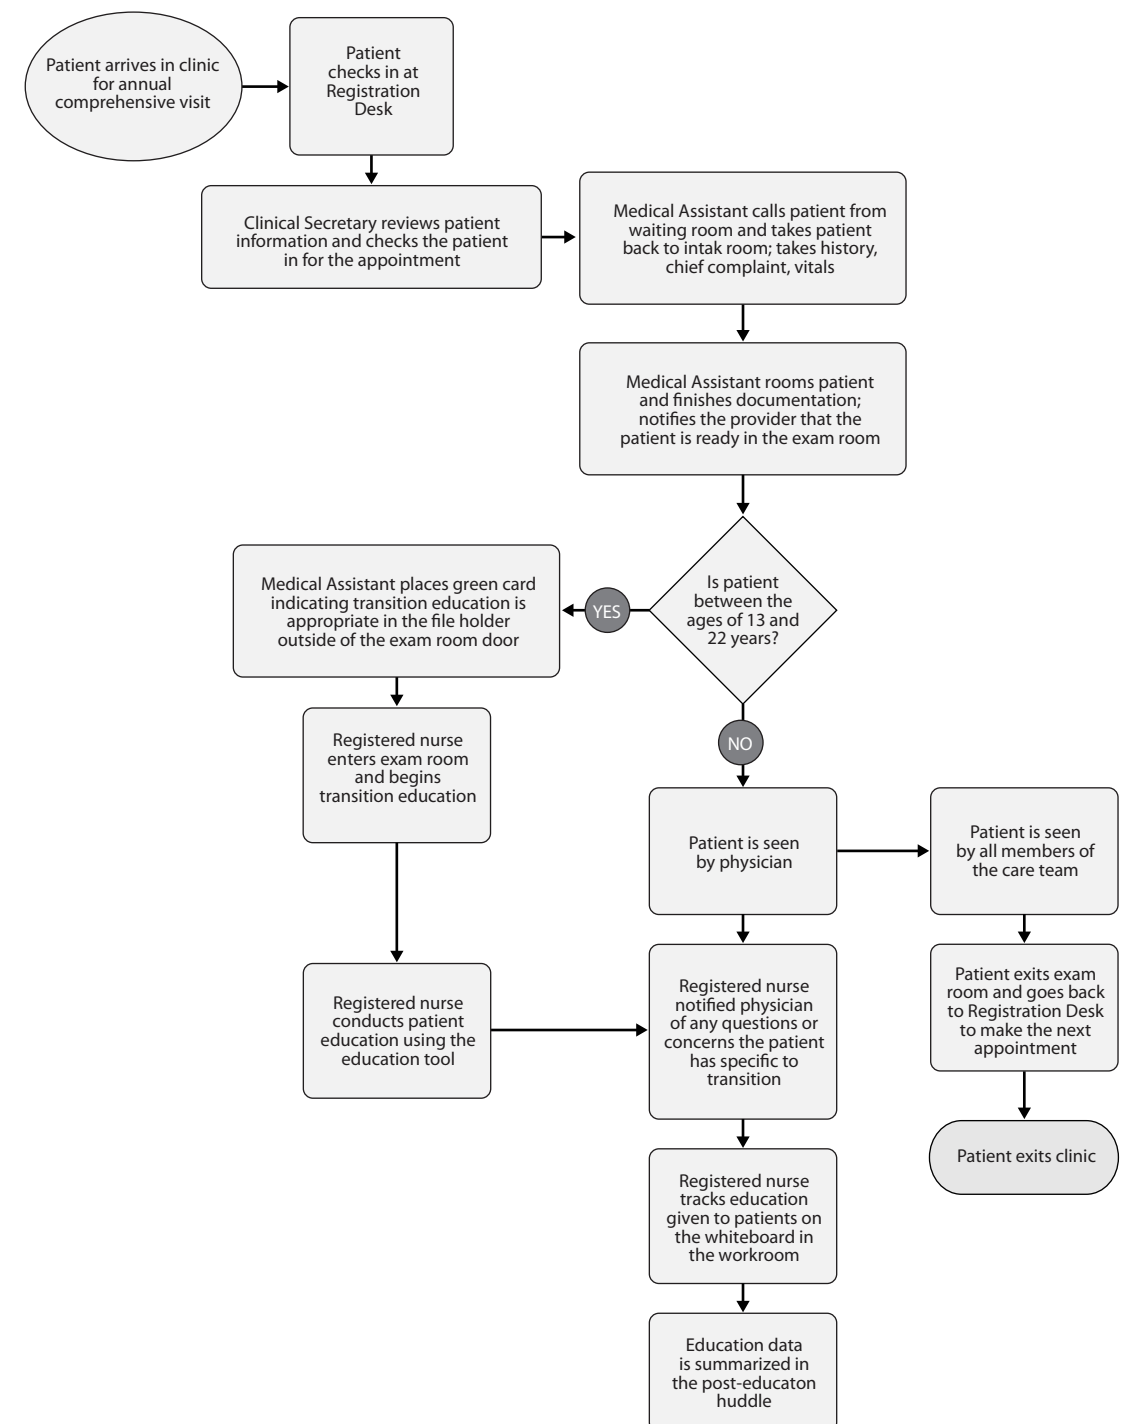 Patient arrives in clinic
for annual
comprehensive visit
Patient
checks in at
Registration
Desk
Clinical Secretary reviews patient
information and checks the patient
in for the appointment
Medical Assistant calls patient from
waiting room and takes patient
back to intak room; takes history,
chief complaint, vitals
Medical Assistant rooms patient
and finishes documentation;
notifies the provider that the
patient is ready in the exam room
Is patient
between the
ages of 13 and
22 years?
YES
Medical Assistant places green card
indicating transition education is
appropriate in the file holder
outside of the exam room door
Registered nurse
enters exam room
and begins
transition education
Registered nurse
conducts patient
education using the
education tool
NO
Patient is seen
by physician
Registered nurse
notified physician
of any questions or
concerns the patient
has specific to
transition
Registered nurse
tracks education
given to patients on
the whiteboard in
the workroom
Education data
is summarized in
the post-educaton
huddle
Patient is seen
by all members of
the care team
Patient exits exam
room and goes back
to Registration Desk
to make the next
appointment
Patient exits clinic